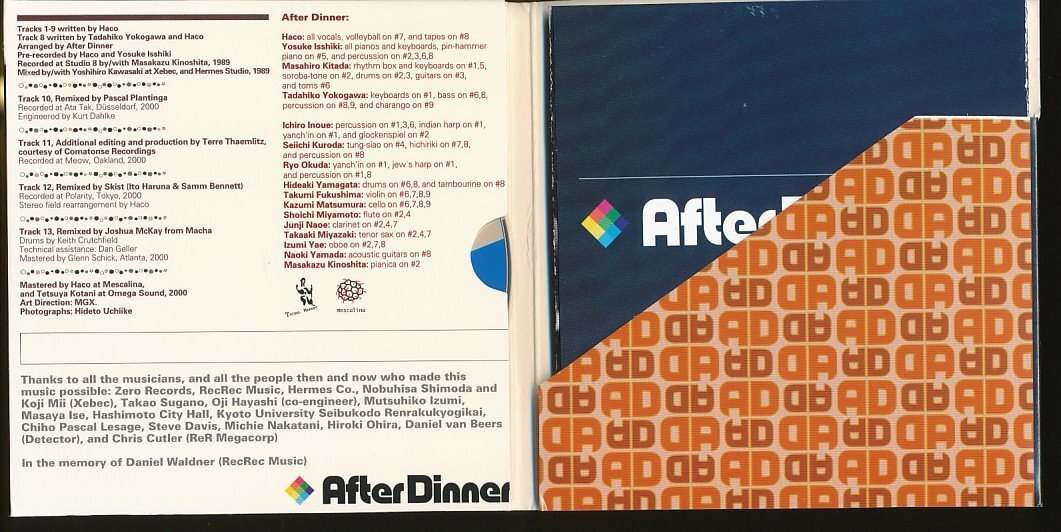 Tracks 1-9 written by Haco
Track 8 written by Tadahiko Yokogawa and Haco
Arranged by After Dinner
Pre-recorded by Haco and Yosuke Isshiki
Recorded at Studio 8 by/with Masakazu Kinoshita, 1989
Mixed by/with Yoshihiro Kawasaki at Xebec, and Hermes Studio, 1989
Track 10, Remixed by Pascal Plantinga
Recorded at Ata Tak, Düsseldorf, 2000
Engineered by Kurt Dahlke
Track 11, Additional editing and production by Terre Thaemlitz,
courtesy of Comatonse Recordings
Recorded at Meow, Oakland, 2000
Track 12, Remixed by Skist (Ito Haruna & Samm Bennett)
Recorded at Polarity, Tokyo, 2000
Stereo field rearrangement by Haco
Track 13, Remixed by Joshua McKay from Macha
Drums by Keith Crutchfield
Technical assistance: Dan Geller
Mastered by Glenn Schick, Atlanta, 2000
Mastered by Haco at Mescalina,
and Tetsuya Kotani at Omega Sound, 2000
Art Direction: MGX.
Photographs: Hideto Uchiike
After Dinner:
Haco: all vocals, volleyball on #7, and tapes on #8
Yosuke Isshiki: all pianos and keyboards, pin-hammer
piano on #5, and percussion on #2,3,6,8
Masahiro Kitada: rhythm box and keyboards on #1,5,
soroba-tone on #2, drums on #2,3, guitars on #3,
and toms #6
Tadahiko Yokogawa: keyboards on #1, bass on #6,8,
percussion on #8,9, and charango on #9
Ichiro Inoue: percussion on #1,3,6, indian harp on #1,
yanch'in on #1, and glockenspiel on #2
Seiichi Kuroda: tung-siao on #4, hichiriki on #7,8,
and percussion on #8
Ryo Okuda: yanch'in on #1, jew's harp on #1,
and percussion on #1,8
Hideaki Yamagata: drums on #6,8, and tambourine on #8
Takumi Fukushima: violin on #6,7,8,9
Kazumi Matsumura: cello on #6,7,8,9
Shoichi Miyamoto: flute on #2,4
Junji Naoe: clarinet on #2,4,7
Takaaki Miyazaki: tenor sax on #2,4,7
Izumi Yae: oboe on #2,7,8
Naoki Yamada: acoustic guitars on #8
Masakazu Kinoshita: pianica on #2
mescalina
Thanks to all the musicians, and all the people then and now who made this
music possible: Zero Records, RecRec Music, Hermes Co., Nobuhisa Shimoda and
Koji Mii (Xebec), Takao Sugano, Oji Hayashi (co-engineer), Mutsuhiko Izumi,
Masaya Ise, Hashimoto City Hall, Kyoto University Seibukodo Renrakukyogikai,
Chiho Pascal Lesage, Steve Davis, Michie Nakatani, Hiroki Ohira, Daniel van Beers
(Detector), and Chris Cutler (ReR Megacorp)
In the memory of Daniel Waldner (RecRec Music)
After Dinner
After